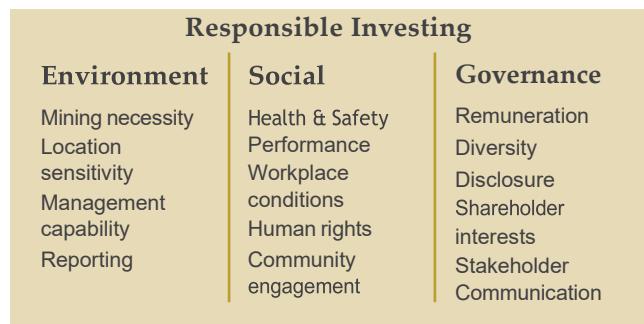 Responsible Investing
Environment
Mining necessity
Location
sensitivity
Management
capability
Reporting
Social
Health & Safety
Performance
Workplace
conditions
Human rights
Community
engagement
Governance
Remuneration
Diversity
Disclosure
Shareholder
interests
Stakeholder
Communication